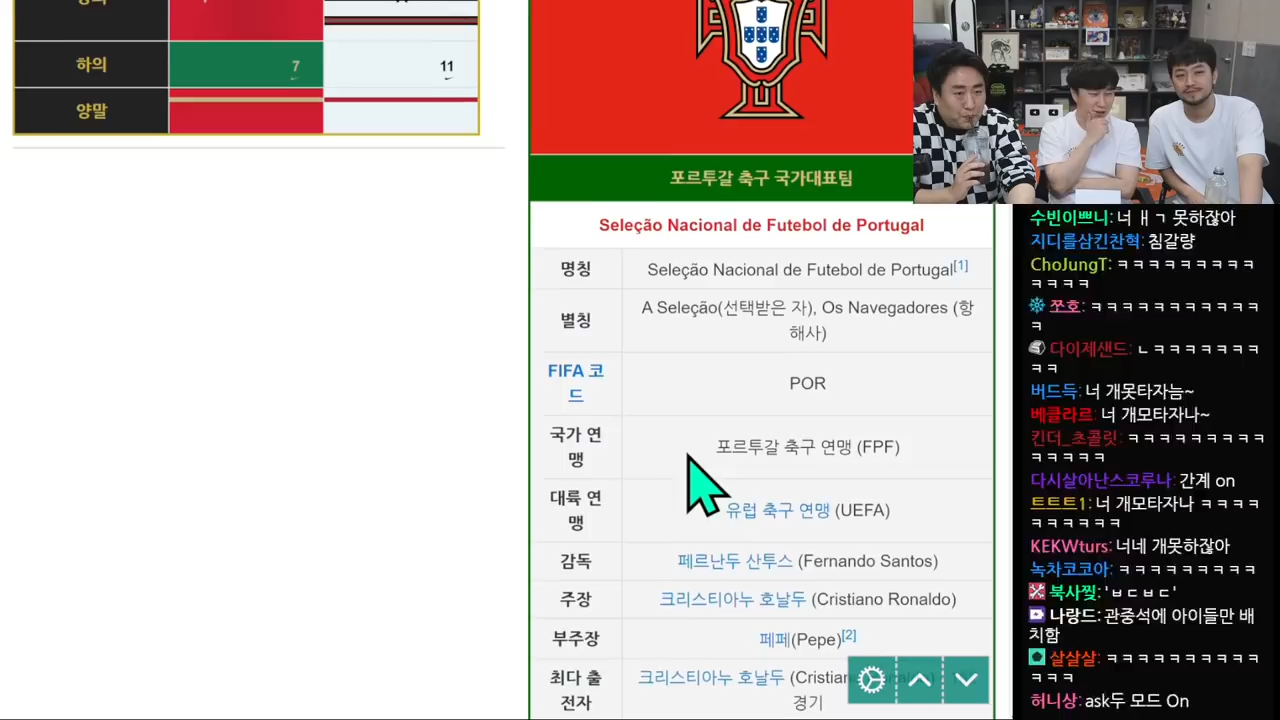 하의
7
11
양말
포르투갈 축구 국가대표팀
Seleção Nacional de Futebol de Portugal
명칭
Seleção Nacional de Futebol de Portugal[1]
별칭
A Seleção(선택받은 자), Os Navegadores (항
해사)
FIFA 코
드
POR
국가 연
맹
포르투갈 축구 연맹 (FPF)
대륙 연
맹
유럽 축구 연맹 (UEFA)
감독
페르난두 산투스 (Fernando Santos)
주장
크리스티아누 호날두 (Cristiano Ronaldo)
부주장
페페(Pepe)[2]
최다 출
전자
크리스티아누 호날두
경기
수빈이쁘니: 너 ㅐㄱ 못하잖아
지디를삼킨찬혁: 침갈량
ChoJungT: ㅋㅋㅋㅋㅋㅋㅋㅋㅋㅋ
ㅋㅋㅋㅋ
쪼호: ㅋㅋㅋㅋㅋㅋㅋㅋㅋㅋㅋㅋ
ㅋ
다이제샌드: ㄴㅋㅋㅋㅋㅋㅋㅋ
ㅋㅋ
버드득: 너 개못타자늠~
베클라르: 너 개모타자나~
킨더_초콜릿: ㅋㅋㅋㅋㅋㅋㅋㅋㅋ
ㅋㅋㅋㅋㅋ
다시살아난스코루나: 간계 on
트트트1: 너 개모타자나 ㅋㅋㅋㅋ
ㅋㅋㅋㅋㅋㅋ
KEKWturs: 너네 개못하잖아
녹차코코아: ㅋㅋㅋㅋㅋㅋㅋㅋㅋ
북사찢: 'ㅂㄷㅂㄷ'
나랑드: 관중석에 아이들만 배
치함
살살살: ㅋㅋㅋㅋㅋㅋㅋㅋㅋㅋ
ㅋㅋㅋ
허니상: ask두 모드 On